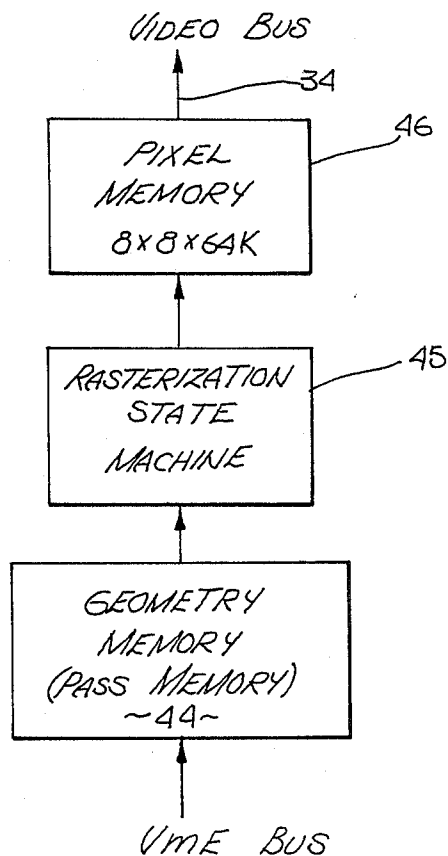 VIDEO BUS
34
46
PIXEL
MEMORY
8x8x64K
45
RASTERIZATION
STATE
MACHINE
GEOMETRY
MEMORY
(PASS MEMORY)
~44~
VME BUS